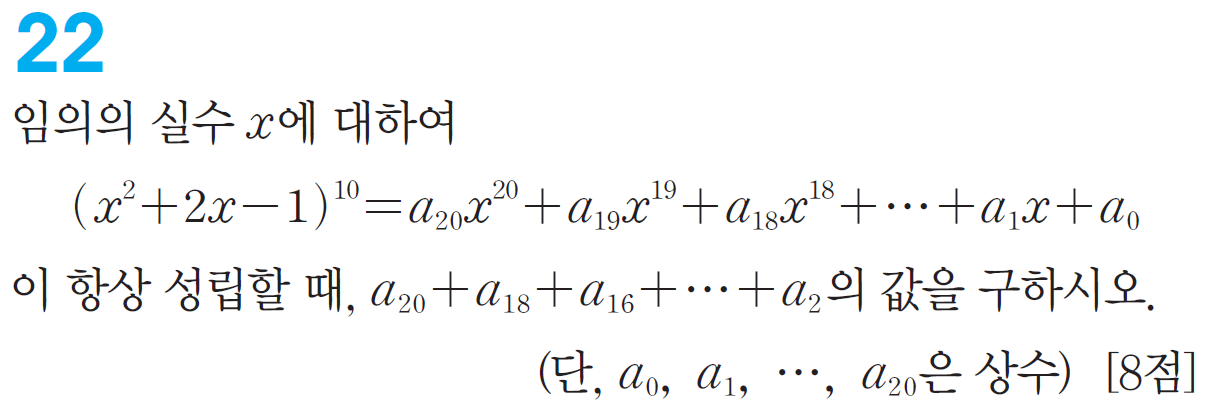 22
임의의 실수 x에 대하여
(x²+2x−1)¹⁰=a₂₀x²⁰+a₁₉x¹⁹+a₁₈x¹⁸+⋯+a₁x+a₀
이 항상 성립할 때, a₂₀+a₁₈+a₁₆+⋯+a₂의 값을 구하시오.
(단, a₀, a₁, ⋯, a₂₀은 상수) [8점]